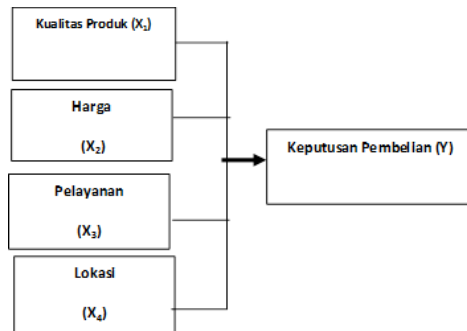 Kualitas Produk (X₁)
Harga
(X₂)
Keputusan Pembelian (Y)
Pelayanan
(X₃)
Lokasi
(X₄)